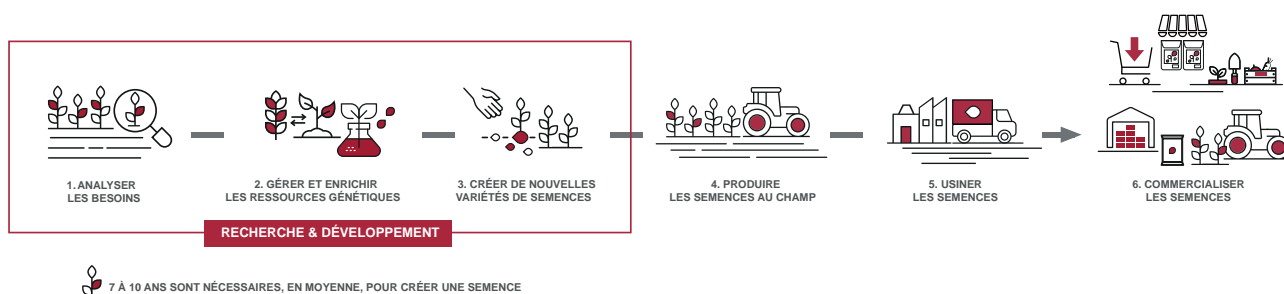 1. ANALYSER
LES BESOINS
2. GÉRER ET ENRICHIR
LES RESSOURCES GÉNÉTIQUES
3. CRÉER DE NOUVELLES
VARIÉTÉS DE SEMENCES
4. PRODUIRE
LES SEMENCES AU CHAMP
5. USINER
LES SEMENCES
6. COMMERCIALISER
LES SEMENCES
RECHERCHE & DÉVELOPPEMENT
7 À 10 ANS SONT NÉCESSAIRES, EN MOYENNE, POUR CRÉER UNE SEMENCE